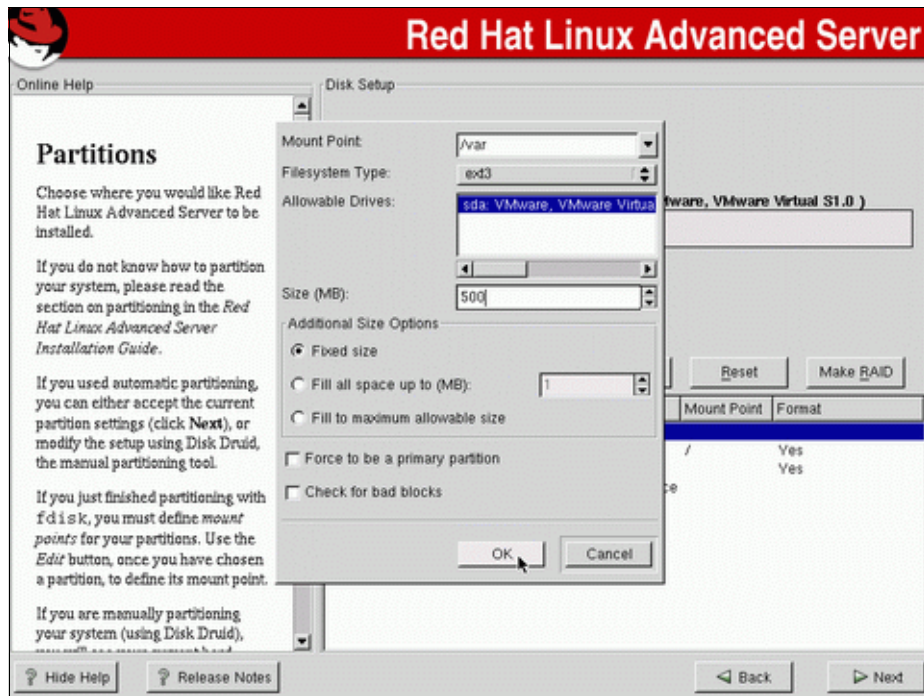 Red Hat Linux Advanced Server
Online Help
Partitions
Choose where you would like Red
Hat Linux Advanced Server to be
installed.
If you do not know how to partition
your system, please read the
section on partitioning in the Red
Hat Linux Advanced Server
Installation Guide.
If you used automatic partitioning,
you can either accept the current
partition settings (click Next), or
modify the setup using Disk Druid,
the manual partitioning tool.
If you just finished partitioning with
fdisk, you must define mount
points for your partitions. Use the
Edit button, once you have chosen
a partition, to define its mount point.
If you are manually partitioning
your system (using Disk Druid),
Disk Setup
Mount Point:
/var
Filesystem Type:
ext3
Allowable Drives:
sda: VMware, VMware Virtua
Size (MB):
500
Additional Size Options
Fixed size
Fill all space up to (MB):
1
Fill to maximum allowable size
Force to be a primary partition
Check for bad blocks
OK
Cancel
ware, VMware Virtual S1.0 )
Reset
Make RAID
Mount Point
Format
/
Yes
Yes
Hide Help
Release Notes
Back
Next